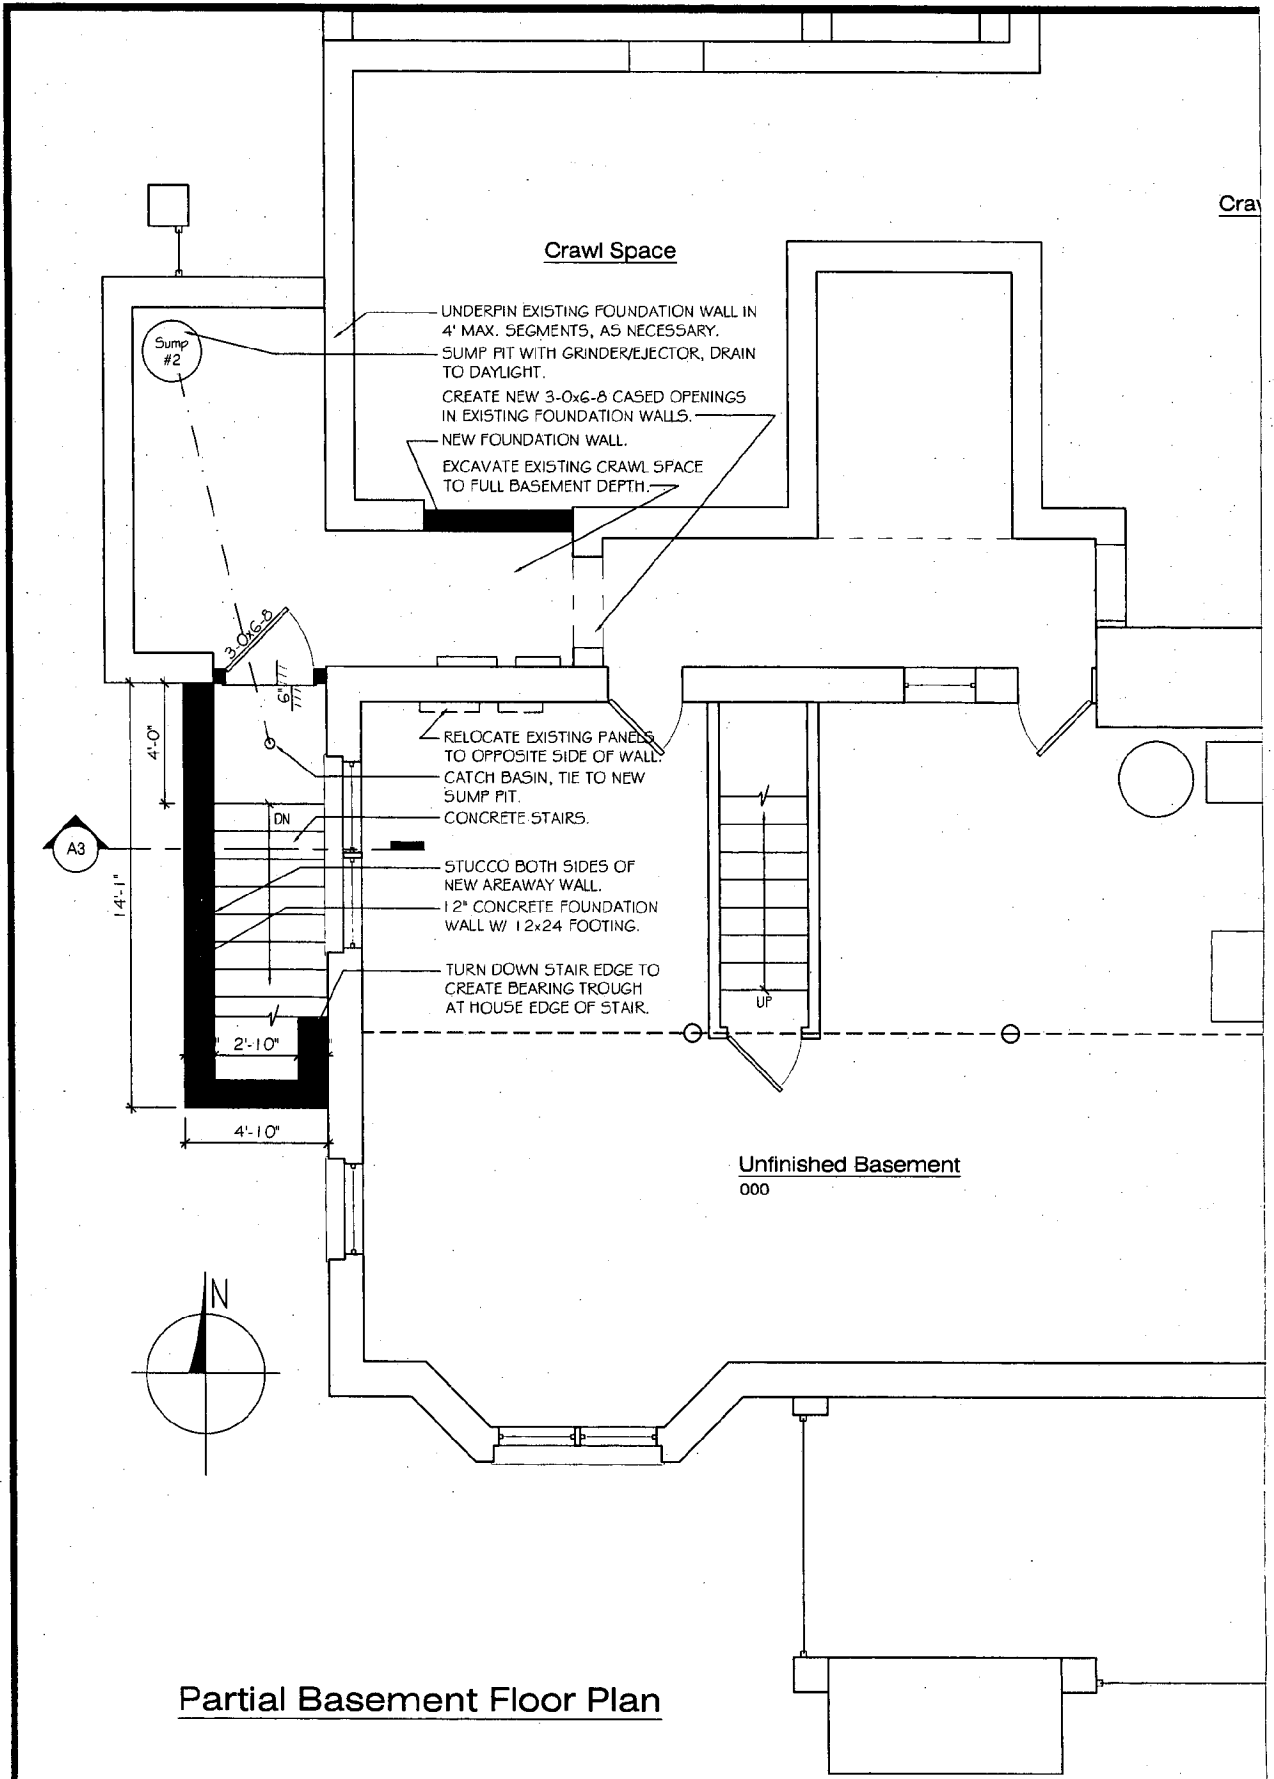 Crawl Space
UNDERPIN EXISTING FOUNDATION WALL IN
4' MAX. SEGMENTS, AS NECESSARY.
SUMP PIT WITH GRINDER/EJECTOR, DRAIN
TO DAYLIGHT.
CREATE NEW 3-0x6-8 CASED OPENINGS
IN EXISTING FOUNDATION WALLS.
NEW FOUNDATION WALL.
EXCAVATE EXISTING CRAWL SPACE
TO FULL BASEMENT DEPTH.
Sump
#2
3-0x6-8
6"
RELOCATE EXISTING PANELS
TO OPPOSITE SIDE OF WALL.
CATCH BASIN, TIE TO NEW
SUMP PIT.
CONCRETE STAIRS.
4'-0"
DN
A3
14'-1"
STUCCO BOTH SIDES OF
NEW AREAWAY WALL.
12" CONCRETE FOUNDATION
WALL W/ 12x24 FOOTING.
TURN DOWN STAIR EDGE TO
CREATE BEARING TROUGH
AT HOUSE EDGE OF STAIR.
UP
2'-10"
4'-10"
Unfinished Basement
000
N
Partial Basement Floor Plan